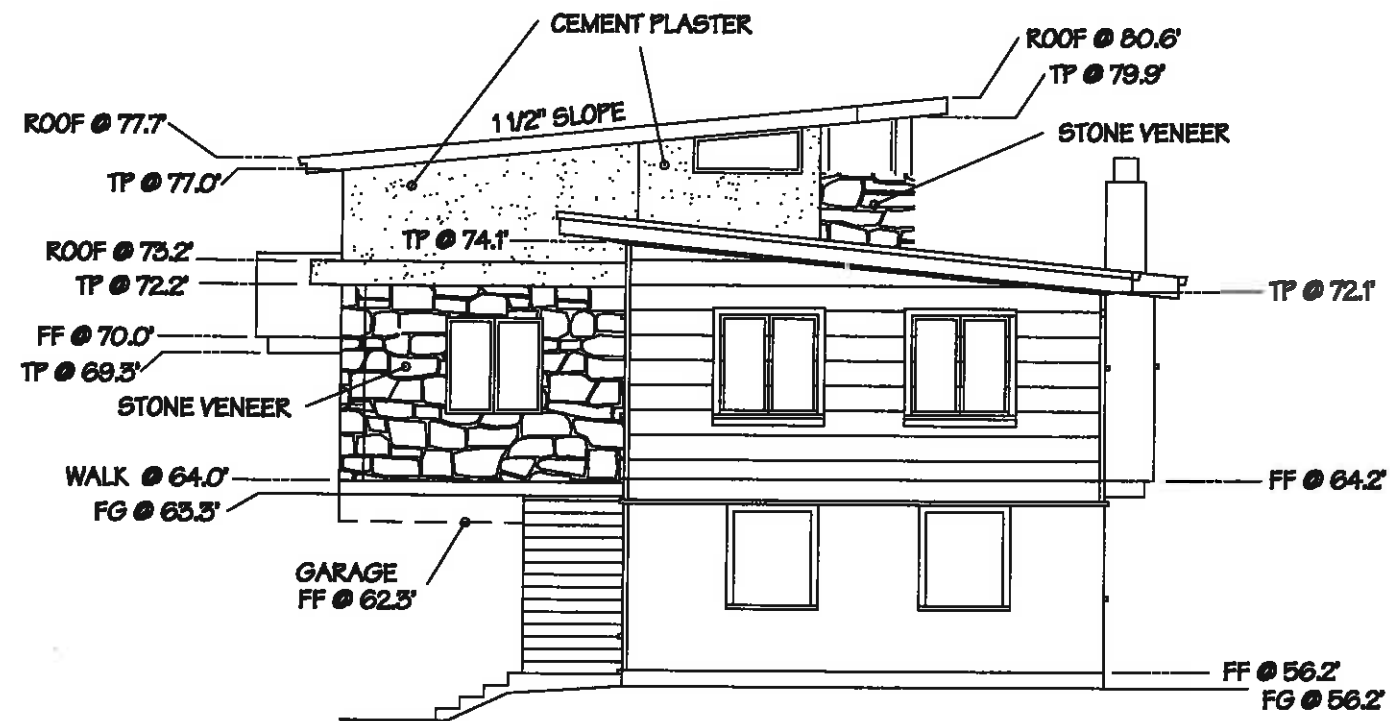 CEMENT PLASTER
ROOF @ 80.6'
TP @ 79.9'
ROOF @ 77.7'
1 1/2" SLOPE
STONE VENEER
TP @ 77.0'
ROOF @ 73.2'
TP @ 74.1'
TP @ 72.2'
TP @ 72.1'
FF @ 70.0'
TP @ 69.3'
STONE VENEER
WALK @ 64.0'
FF @ 64.2'
FG @ 63.3'
GARAGE
FF @ 62.3'
FF @ 56.2'
FG @ 56.2'